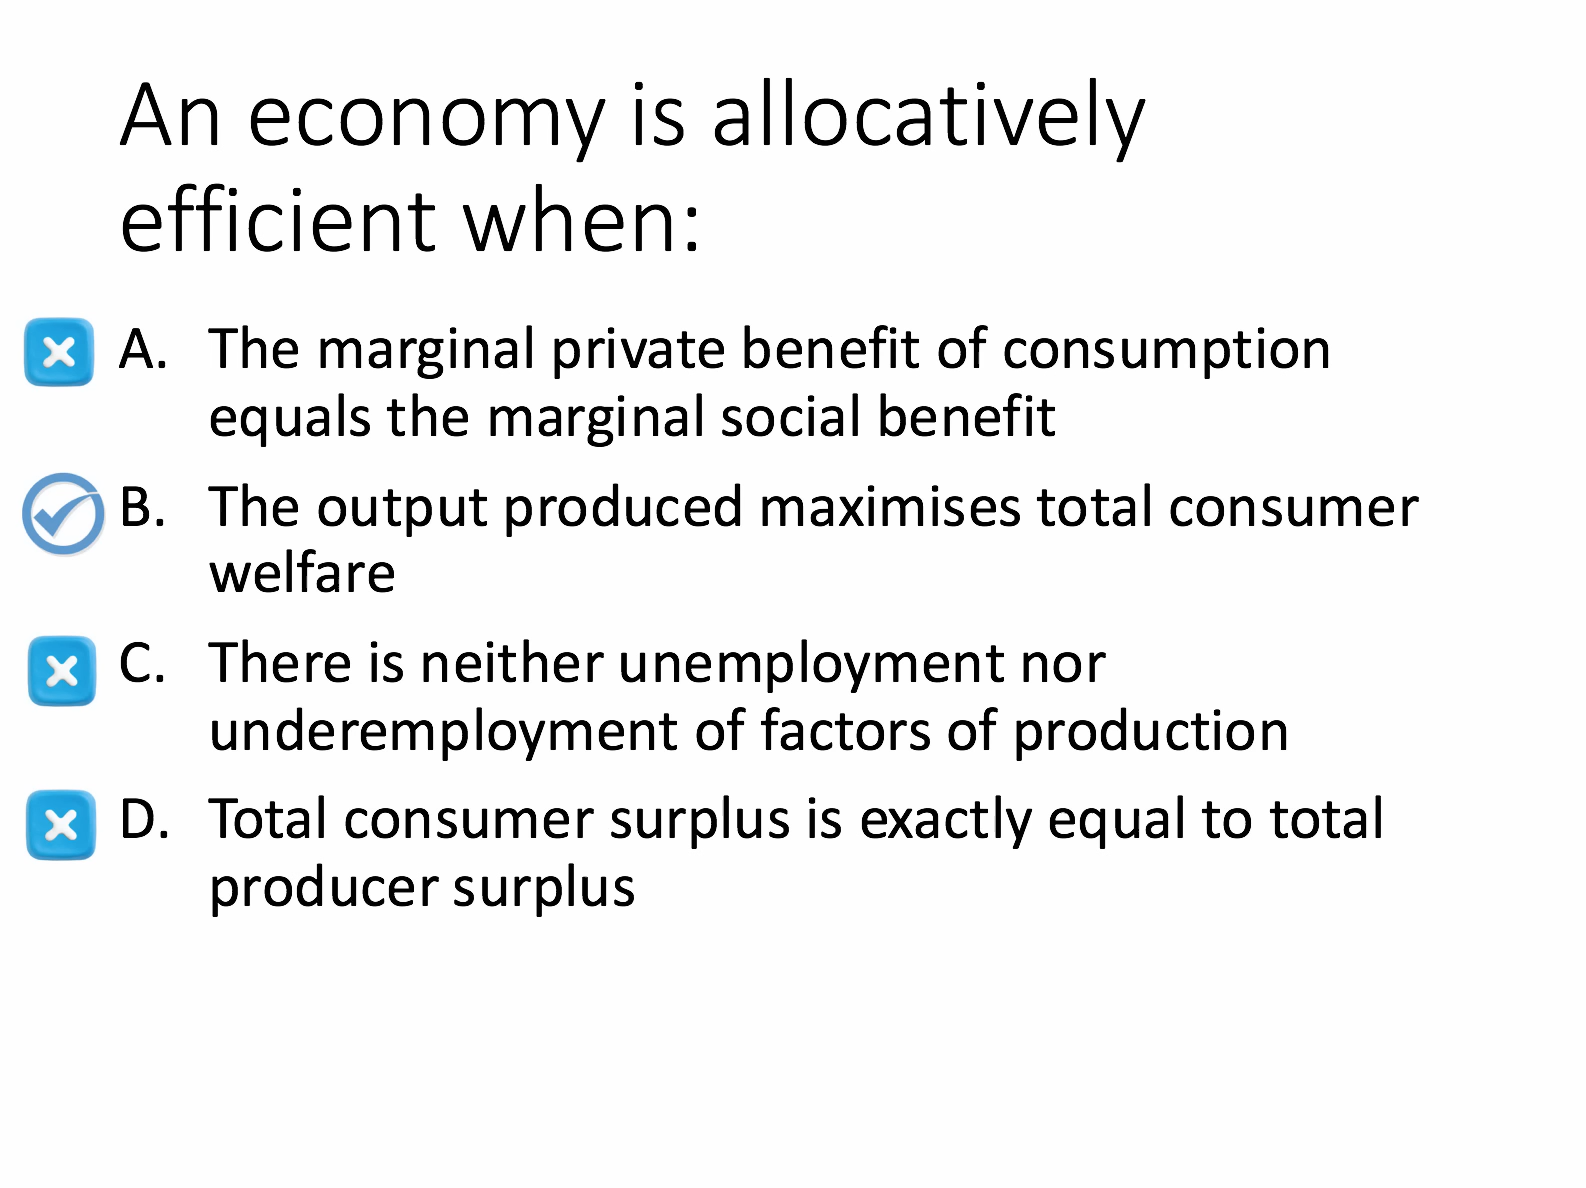 An economy is allocatively
efficient when:
A. The marginal private benefit of consumption
equals the marginal social benefit
B. The output produced maximises total consumer
welfare
C. There is neither unemployment nor
underemployment of factors of production
D. Total consumer surplus is exactly equal to total
producer surplus